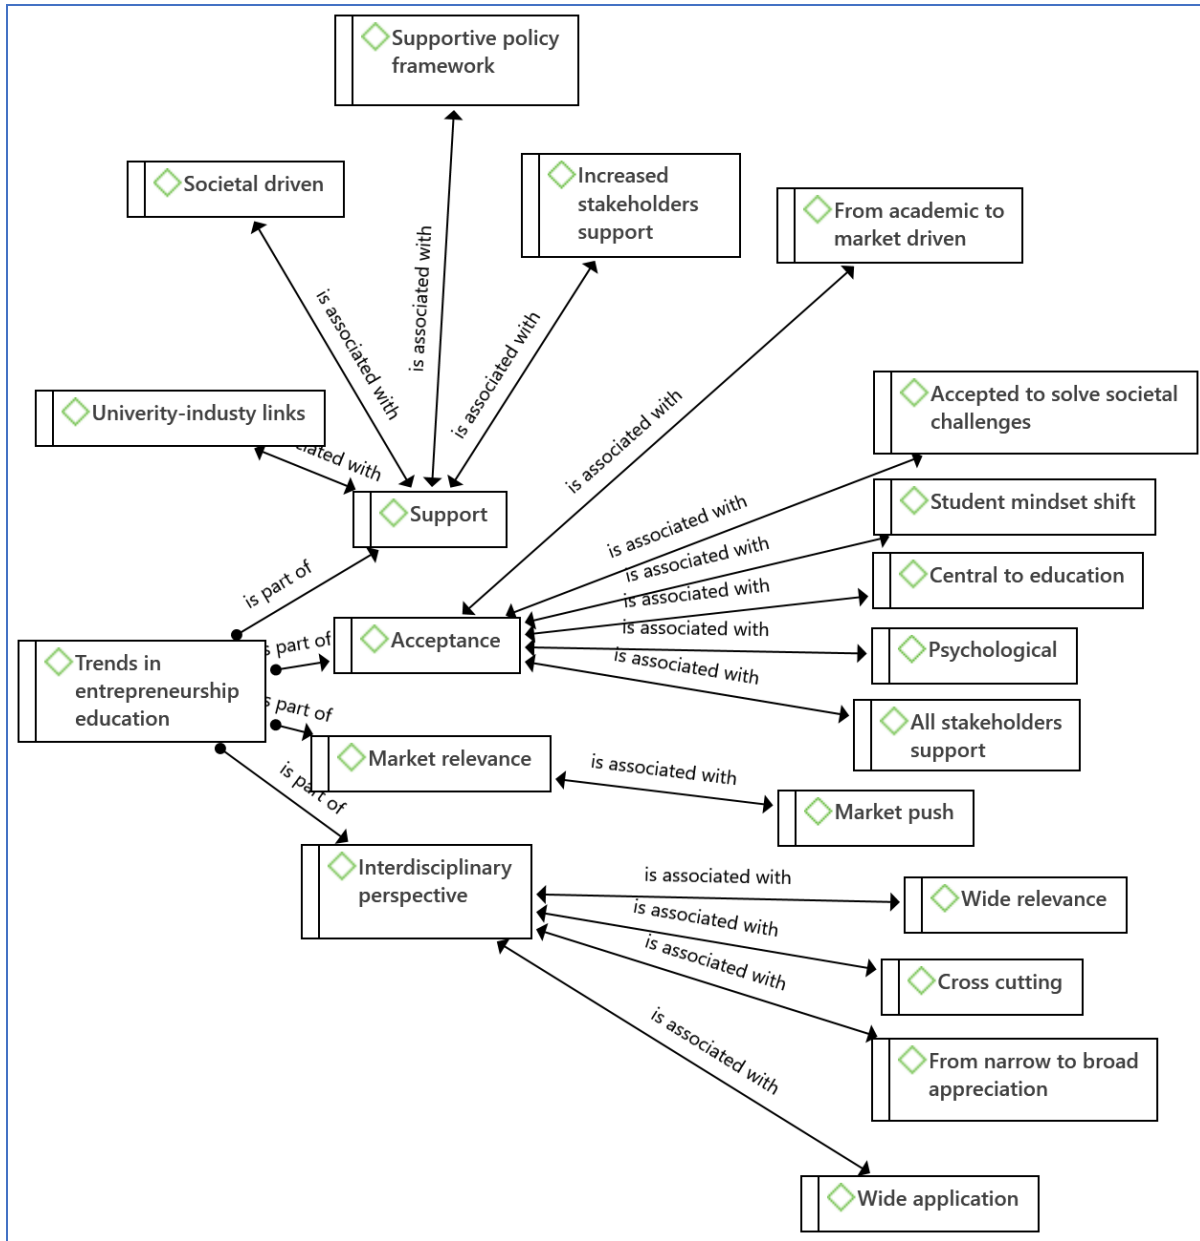 Supportive policy
framework
Societal driven
Increased
stakeholders
support
From academic to
market driven
is associated with
is associated with
is associated with
is associated with
Univerity-industy links
ciated with
Accepted to solve societal
challenges
Support
Student mindset shift
is associated with
is associated with
is part of
Central to education
is associated with
Acceptance
is associated with
Psychological
s part of
is associated with
Trends in
entrepreneurship
education
s part of
All stakeholders
support
Market relevance
is associated with
is part of
Market push
Interdisciplinary
perspective
is associated with
Wide relevance
is associated with
is associated with
Cross cutting
From narrow to broad
appreciation
is associated with
Wide application